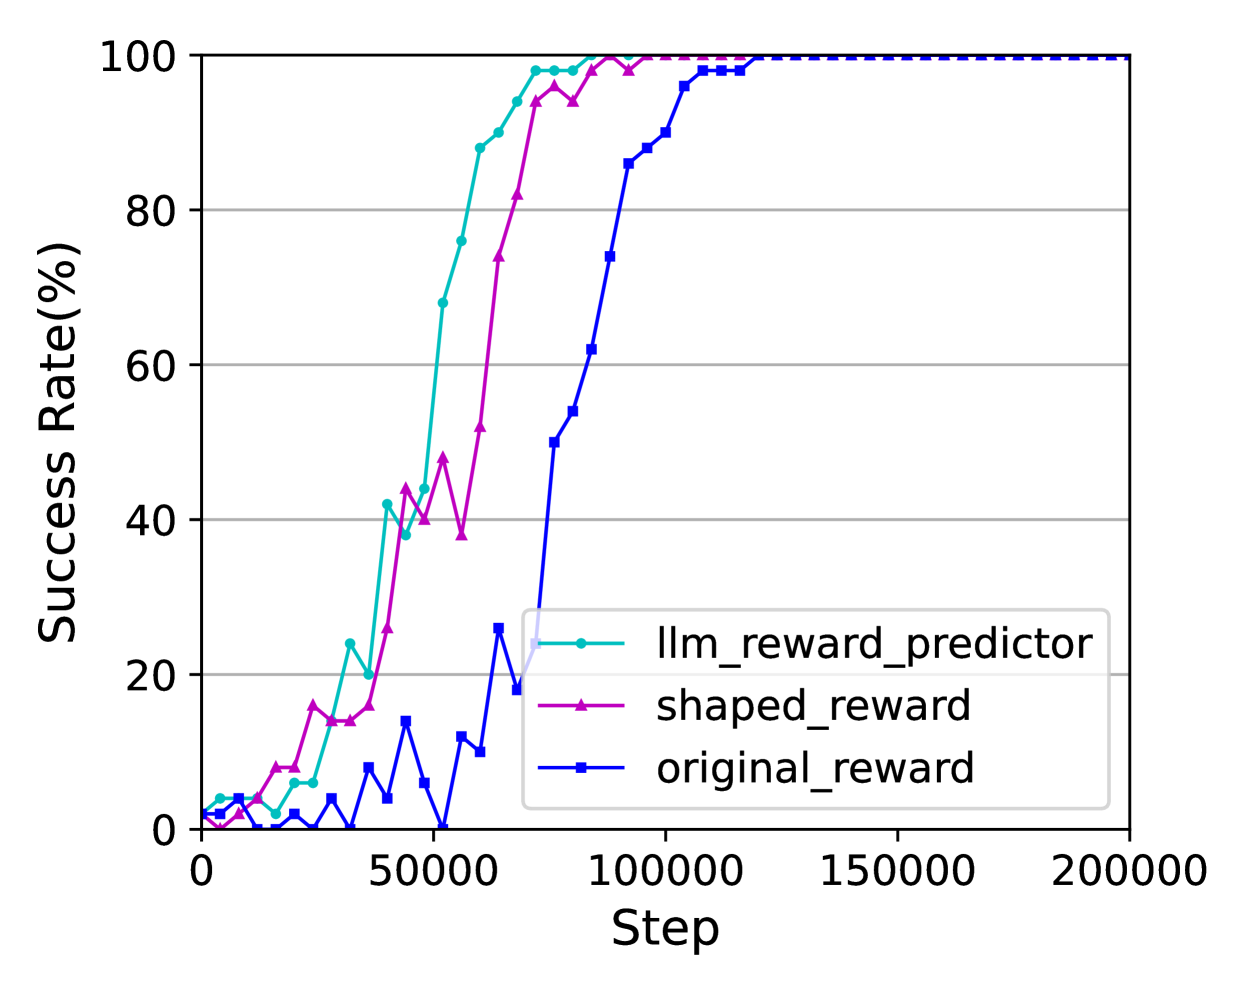 100
80
60
40
20
0
Success Rate(%)
0 50000 100000 150000 200000
Step
llm_reward_predictor
shaped_reward
original_reward